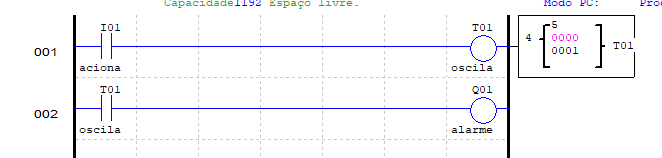 Capacidade1192 Espaço livre.
Modo PC:
001
I01
aciona
T01
oscila
4
5
0000
0001
T01
002
T01
oscila
Q01
alarme